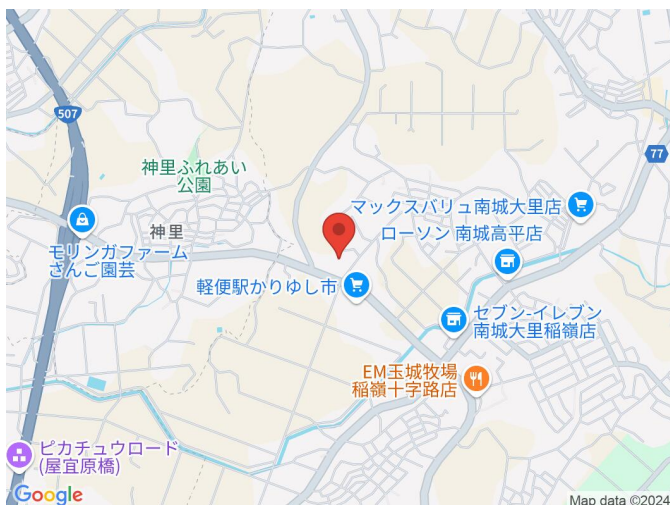 507
77
神里ふれあい
公園
マックスバリュ南城大里店
神里
ローソン 南城高平店
モリンガファーム
さんご園芸
軽便駅かりゆし市
セブン-イレブン
南城大里稲嶺店
EM玉城牧場
稲嶺十字路店
ピカチュウロード
(屋宜原橋)
Google
Map data ©2024